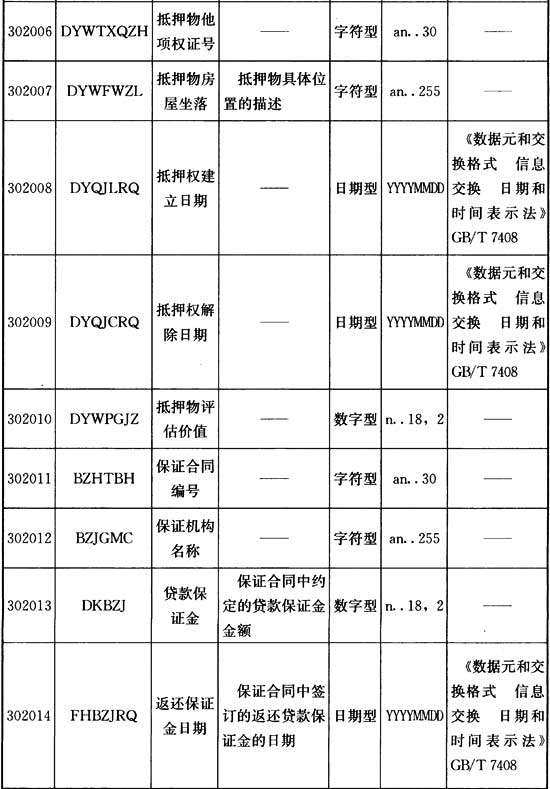 302006 DYWTXQZH 抵押物他项权证号 —— 字符型 an..30 ——
302007 DYWFWZL 抵押物房屋坐落 抵押物具体位置的描述 字符型 an..255 ——
302008 DYQJLRQ 抵押权建立日期 —— 日期型 YYYYMMDD 《数据元和交换格式 信息交换 日期和时间表示法》GB/T 7408
302009 DYQJCRQ 抵押权解除日期 —— 日期型 YYYYMMDD 《数据元和交换格式 信息交换 日期和时间表示法》GB/T 7408
302010 DYWPGJZ 抵押物评估价值 —— 数字型 n..18,2 ——
302011 BZHTBH 保证合同编号 —— 字符型 an..30 ——
302012 BZJGMC 保证机构名称 —— 字符型 an..255 ——
302013 DKBZJ 贷款保证金 保证合同中约定的贷款保证金金额 数字型 n..18,2 ——
302014 FHBZJRQ 返还保证金日期 保证合同中签订的返还贷款保证金的日期 日期型 YYYYMMDD 《数据元和交换格式 信息交换 日期和时间表示法》GB/T 7408